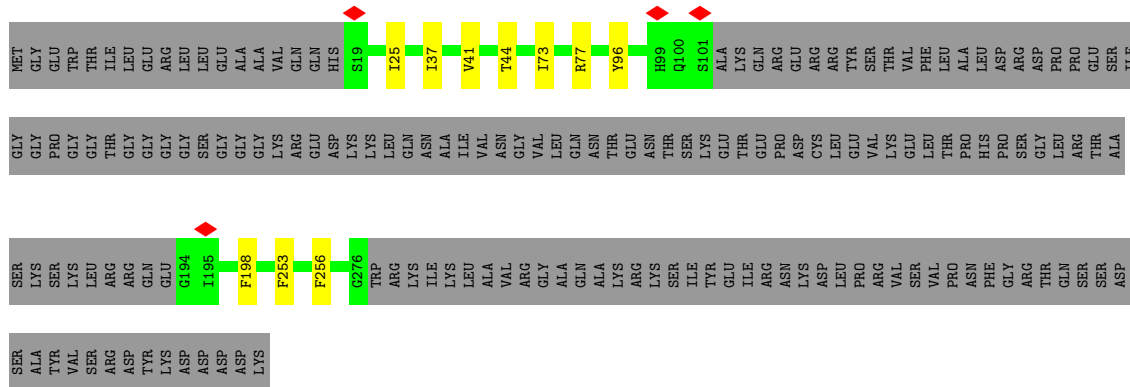 MET GLY GLU TRP THR ILE LEU GLU ARG LEU LEU GLU ALA ALA VAL GLN GLN HIS S19 I25 I37 V41 T44 I73 R77 Y96 H99 Q100 S101 ALA LYS GLN ARG GLU ARG ARG TYR SER THR VAL PHE LEU ALA LEU ASP ARG ASP PRO PRO GLU SER ILE
GLY GLY PRO GLY GLY THR GLY GLY GLY GLY SER GLY GLY GLY GLY LYS ARG GLU ASP LYS LYS LEU GLN ASN ALA ILE VAL ASN GLY VAL LEU GLN ASN THR GLU ASN THR SER LYS GLU THR GLU PRO ASP CYS LEU GLU VAL LYS GLU LEU THR PRO HIS PRO SER GLY LEU ARG THR ALA
SER LYS SER LYS LEU ARG ARG GLN GLU G194 I195 F198 F253 F256 G276 TRP ARG LYS ILE LYS LEU ALA VAL ARG GLY ALA GLN ALA LYS ARG LYS SER ILE TYR GLU ILE ARG ASN LYS ASP LEU PRO ARG VAL SER VAL PRO ASN PHE GLY ARG THR GLN SER SER ASP
SER ALA TYR VAL SER ARG ASP TYR LYS ASP ASP ASP ASP LYS